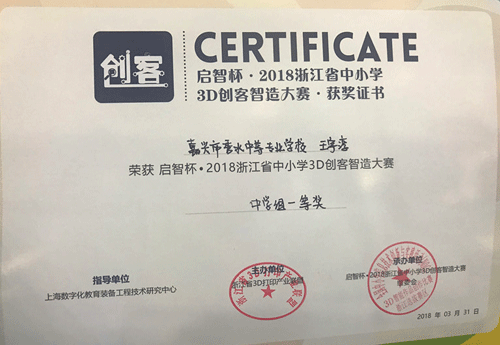 创客
CERTIFICATE
启智杯·2018浙江省中小学
3D创客智造大赛·获奖证书
嘉兴市秀水中等专业学校
荣获 启智杯·2018浙江省中小学3D创客智造大赛
中学组一等奖
指导单位
上海数字化教育装备工程技术研究中心
主办单位
浙江省3D打印产业联盟
承办单位
启智杯·2018浙江省中小学3D创客智造大赛
组委会
2018 年 03 月 31 日